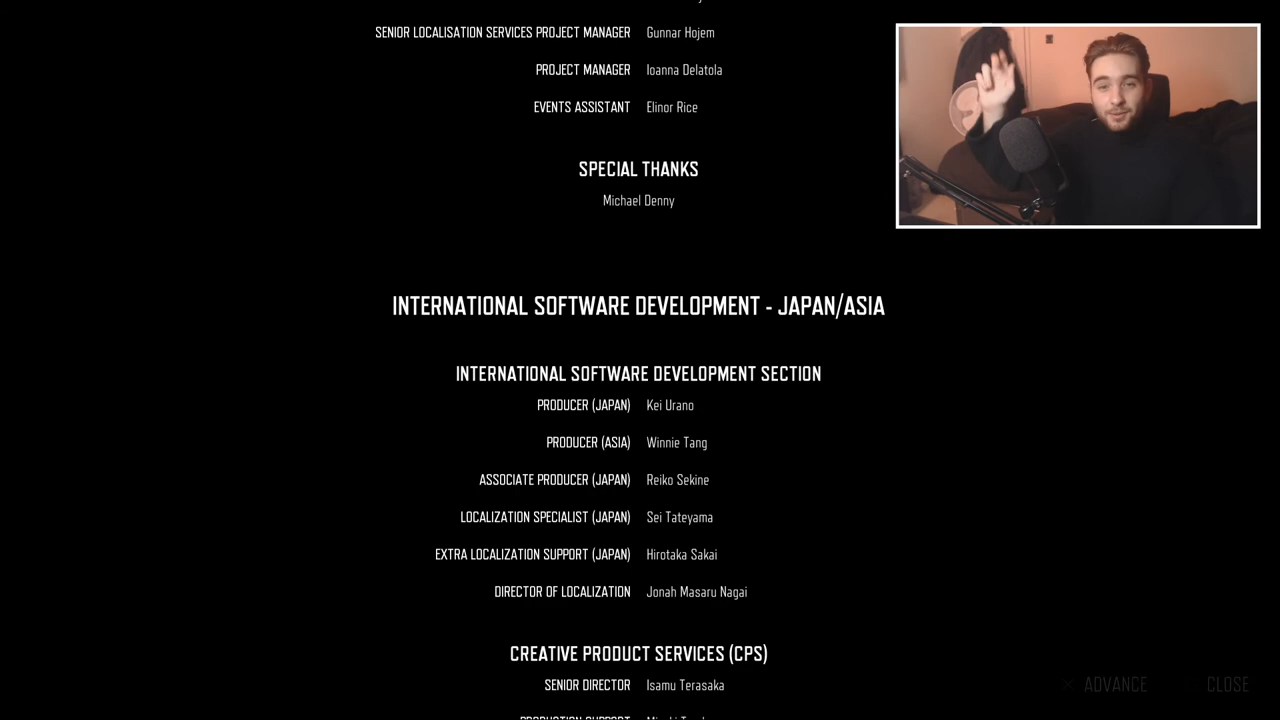 SENIOR LOCALISATION SERVICES PROJECT MANAGER Gunnar Hojem
PROJECT MANAGER Ioanna Delatola
EVENTS ASSISTANT Elinor Rice
SPECIAL THANKS
Michael Denny
INTERNATIONAL SOFTWARE DEVELOPMENT - JAPAN/ASIA
INTERNATIONAL SOFTWARE DEVELOPMENT SECTION
PRODUCER (JAPAN) Kei Urano
PRODUCER (ASIA) Winnie Tang
ASSOCIATE PRODUCER (JAPAN) Reiko Sekine
LOCALIZATION SPECIALIST (JAPAN) Sei Tateyama
EXTRA LOCALIZATION SUPPORT (JAPAN) Hirotaka Sakai
DIRECTOR OF LOCALIZATION Jonah Masaru Nagai
CREATIVE PRODUCT SERVICES (CPS)
SENIOR DIRECTOR Isamu Terasaka
ADVANCE CLOSE
PRODUCTION SUPPORT